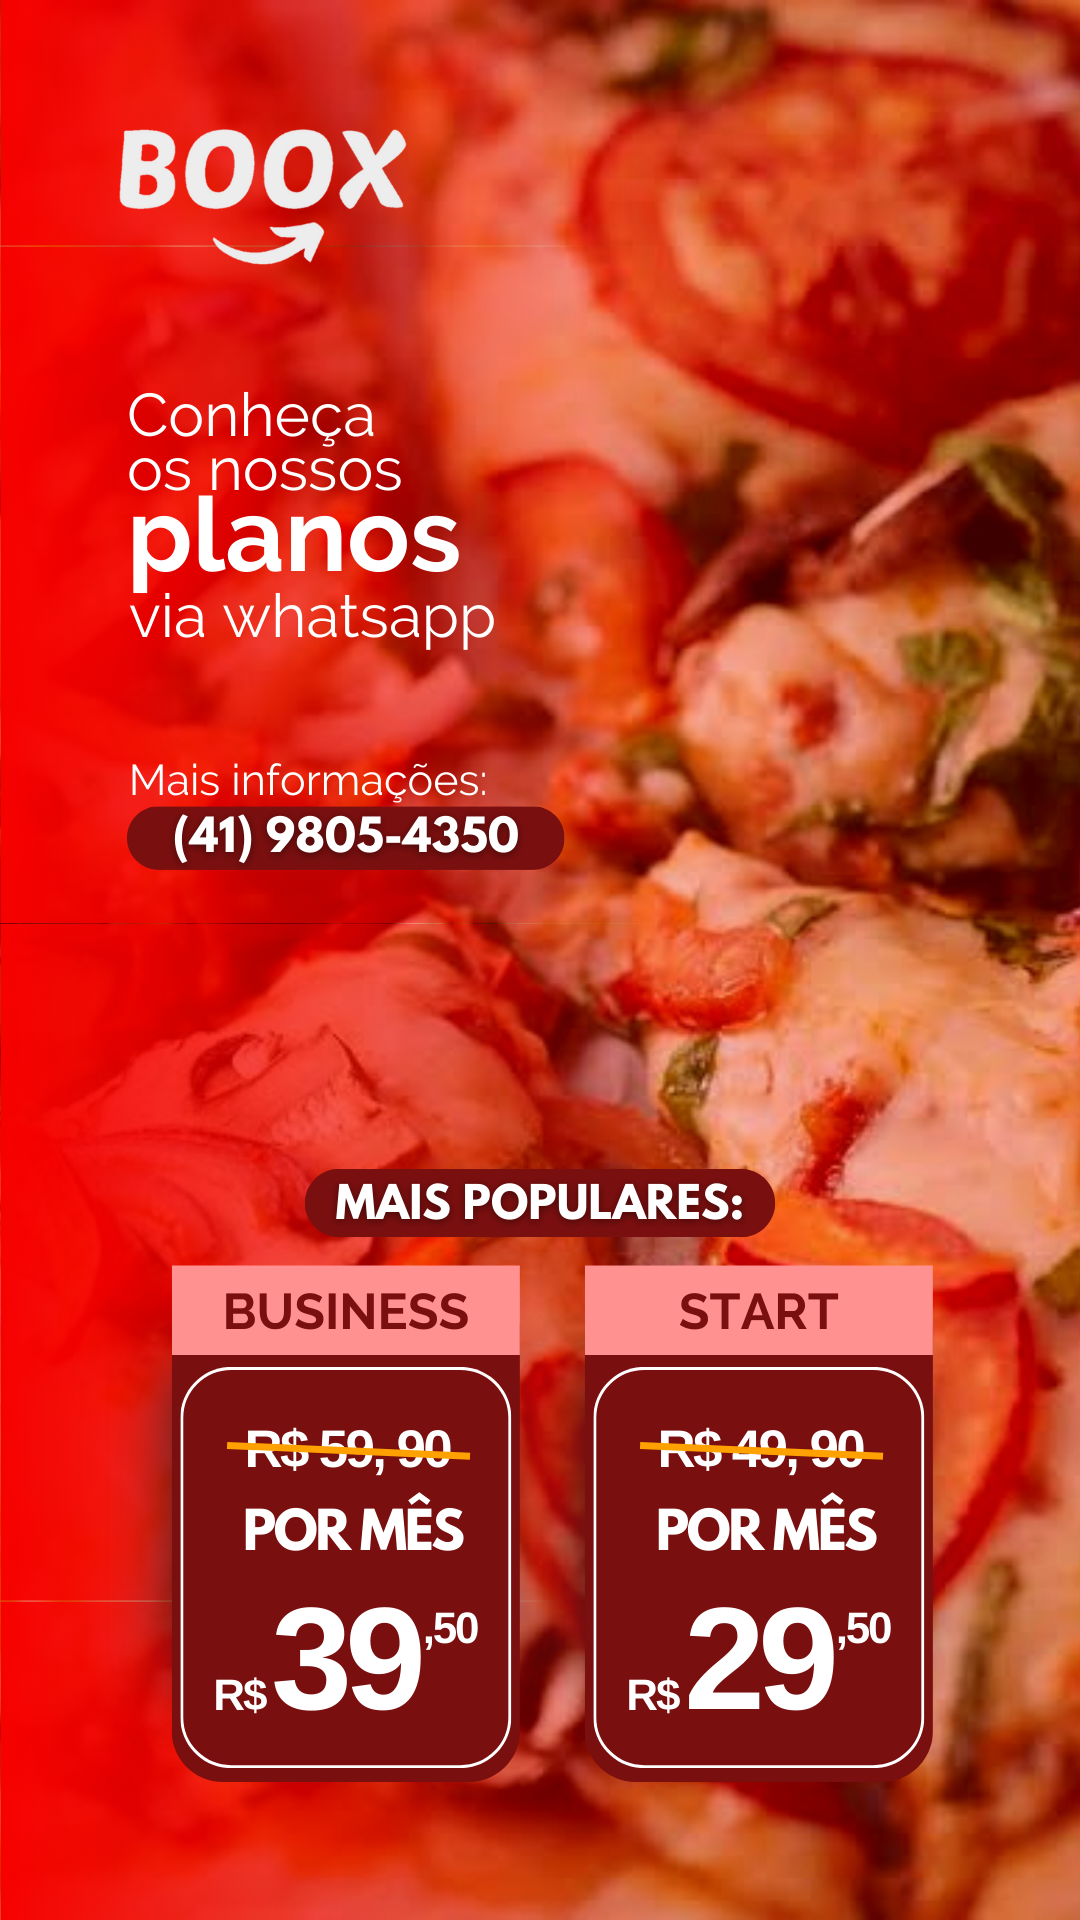 BOOX
Conheça
os nossos
planos
via whatsapp
Mais informações:
(41) 9805-4350
MAIS POPULARES:
BUSINESS
R$ 59, 90
POR MÊS
R$ 39,50
START
R$ 49, 90
POR MÊS
R$ 29,50